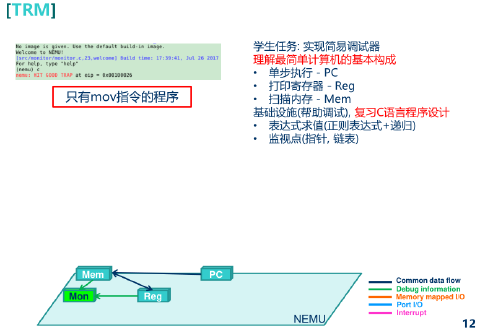 [TRM]
No image is given. Use the default build-in image.
Welcome to NEMU!
[src/monitor/monitor.c,23,welcome] Build time: 17:30:41, Jul 20 2017
For help, type "help"
(nemu) c
nemu: HIT GOOD TRAP at eip = 0x00100026
只有mov指令的程序
学生任务: 实现简易调试器
理解最简单计算机的基本构成
• 单步执行 - PC
• 打印寄存器 - Reg
• 扫描内存 - Mem
基础设施(帮助调试), 复习C语言程序设计
• 表达式求值(正则表达式+递归)
• 监视点(指针, 链表)
Mem
PC
Mon
Reg
NEMU
Common data flow
Debug information
Memory mapped I/O
Port I/O
Interrupt
12